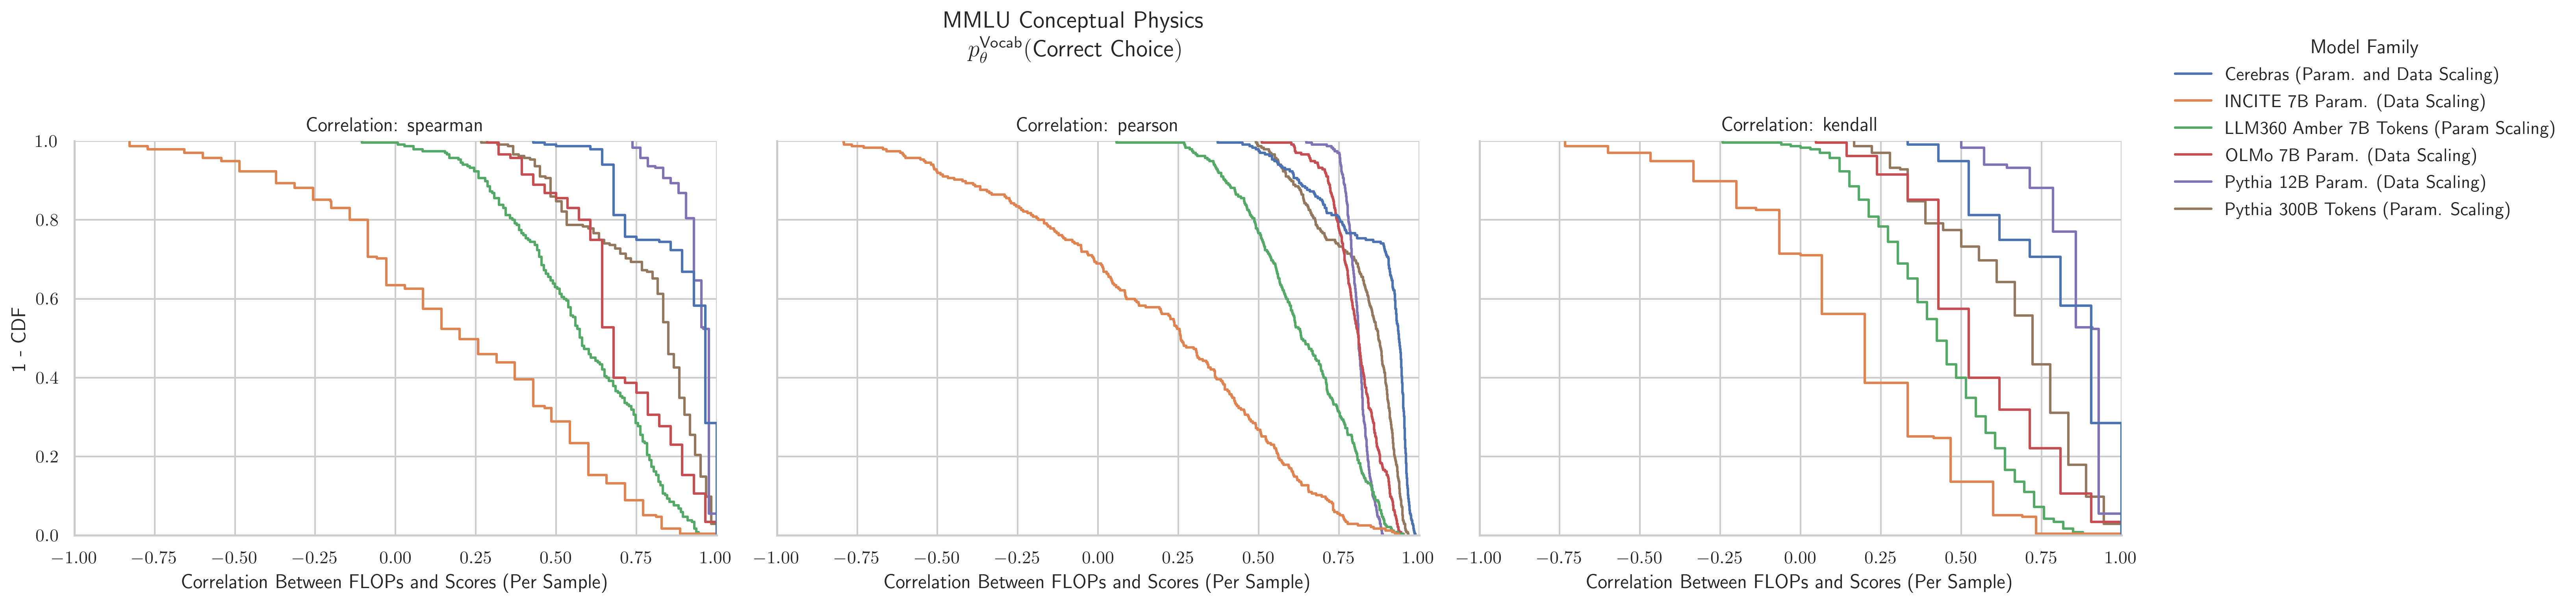 MMLU Conceptual Physics
p_θ^Vocab(Correct Choice)
Model Family
Cerebras (Param. and Data Scaling)
INCITE 7B Param. (Data Scaling)
LLM360 Amber 7B Tokens (Param Scaling)
OLMo 7B Param. (Data Scaling)
Pythia 12B Param. (Data Scaling)
Pythia 300B Tokens (Param. Scaling)
Correlation: spearman
1 - CDF
1.0
0.8
0.6
0.4
0.2
0.0
−1.00 −0.75 −0.50 −0.25 0.00 0.25 0.50 0.75 1.00
Correlation Between FLOPs and Scores (Per Sample)
Correlation: pearson
−1.00 −0.75 −0.50 −0.25 0.00 0.25 0.50 0.75 1.00
Correlation Between FLOPs and Scores (Per Sample)
Correlation: kendall
−1.00 −0.75 −0.50 −0.25 0.00 0.25 0.50 0.75 1.00
Correlation Between FLOPs and Scores (Per Sample)